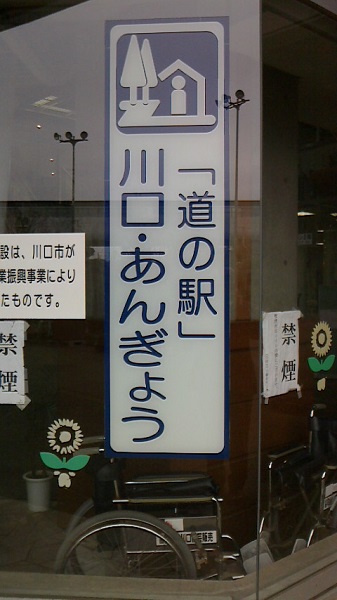 「道の駅」
川口・あんぎょう
設は、川口市が
業振興事業により
たものです。
禁煙
禁煙